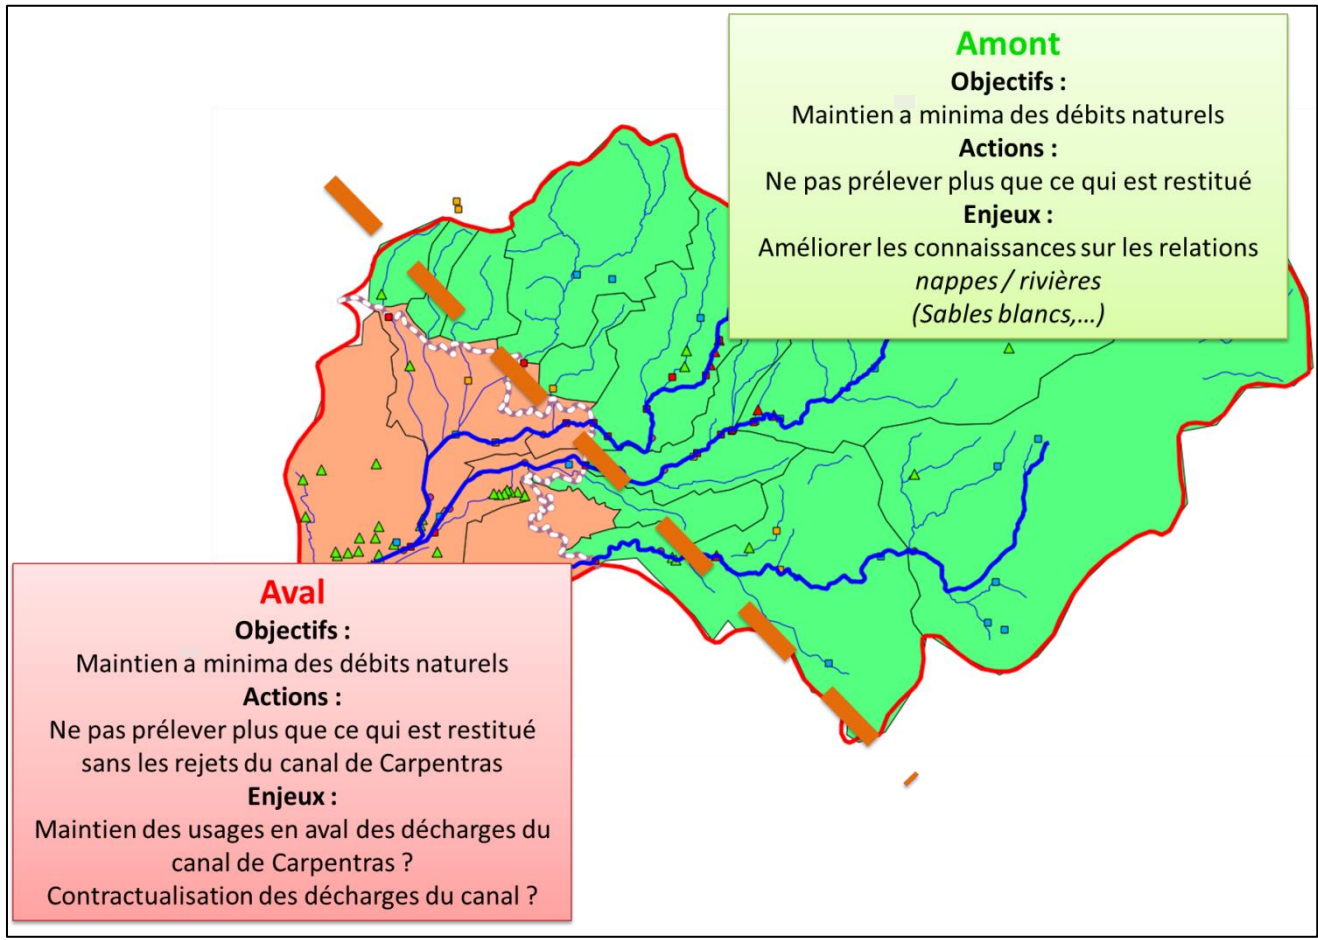 Amont
Objectifs :
Maintien a minima des débits naturels
Actions :
Ne pas prélever plus que ce qui est restitué
Enjeux :
Améliorer les connaissances sur les relations
nappes / rivières
(Sables blancs,...)
Aval
Objectifs :
Maintien a minima des débits naturels
Actions :
Ne pas prélever plus que ce qui est restitué
sans les rejets du canal de Carpentras
Enjeux :
Maintien des usages en aval des décharges du
canal de Carpentras ?
Contractualisation des décharges du canal ?